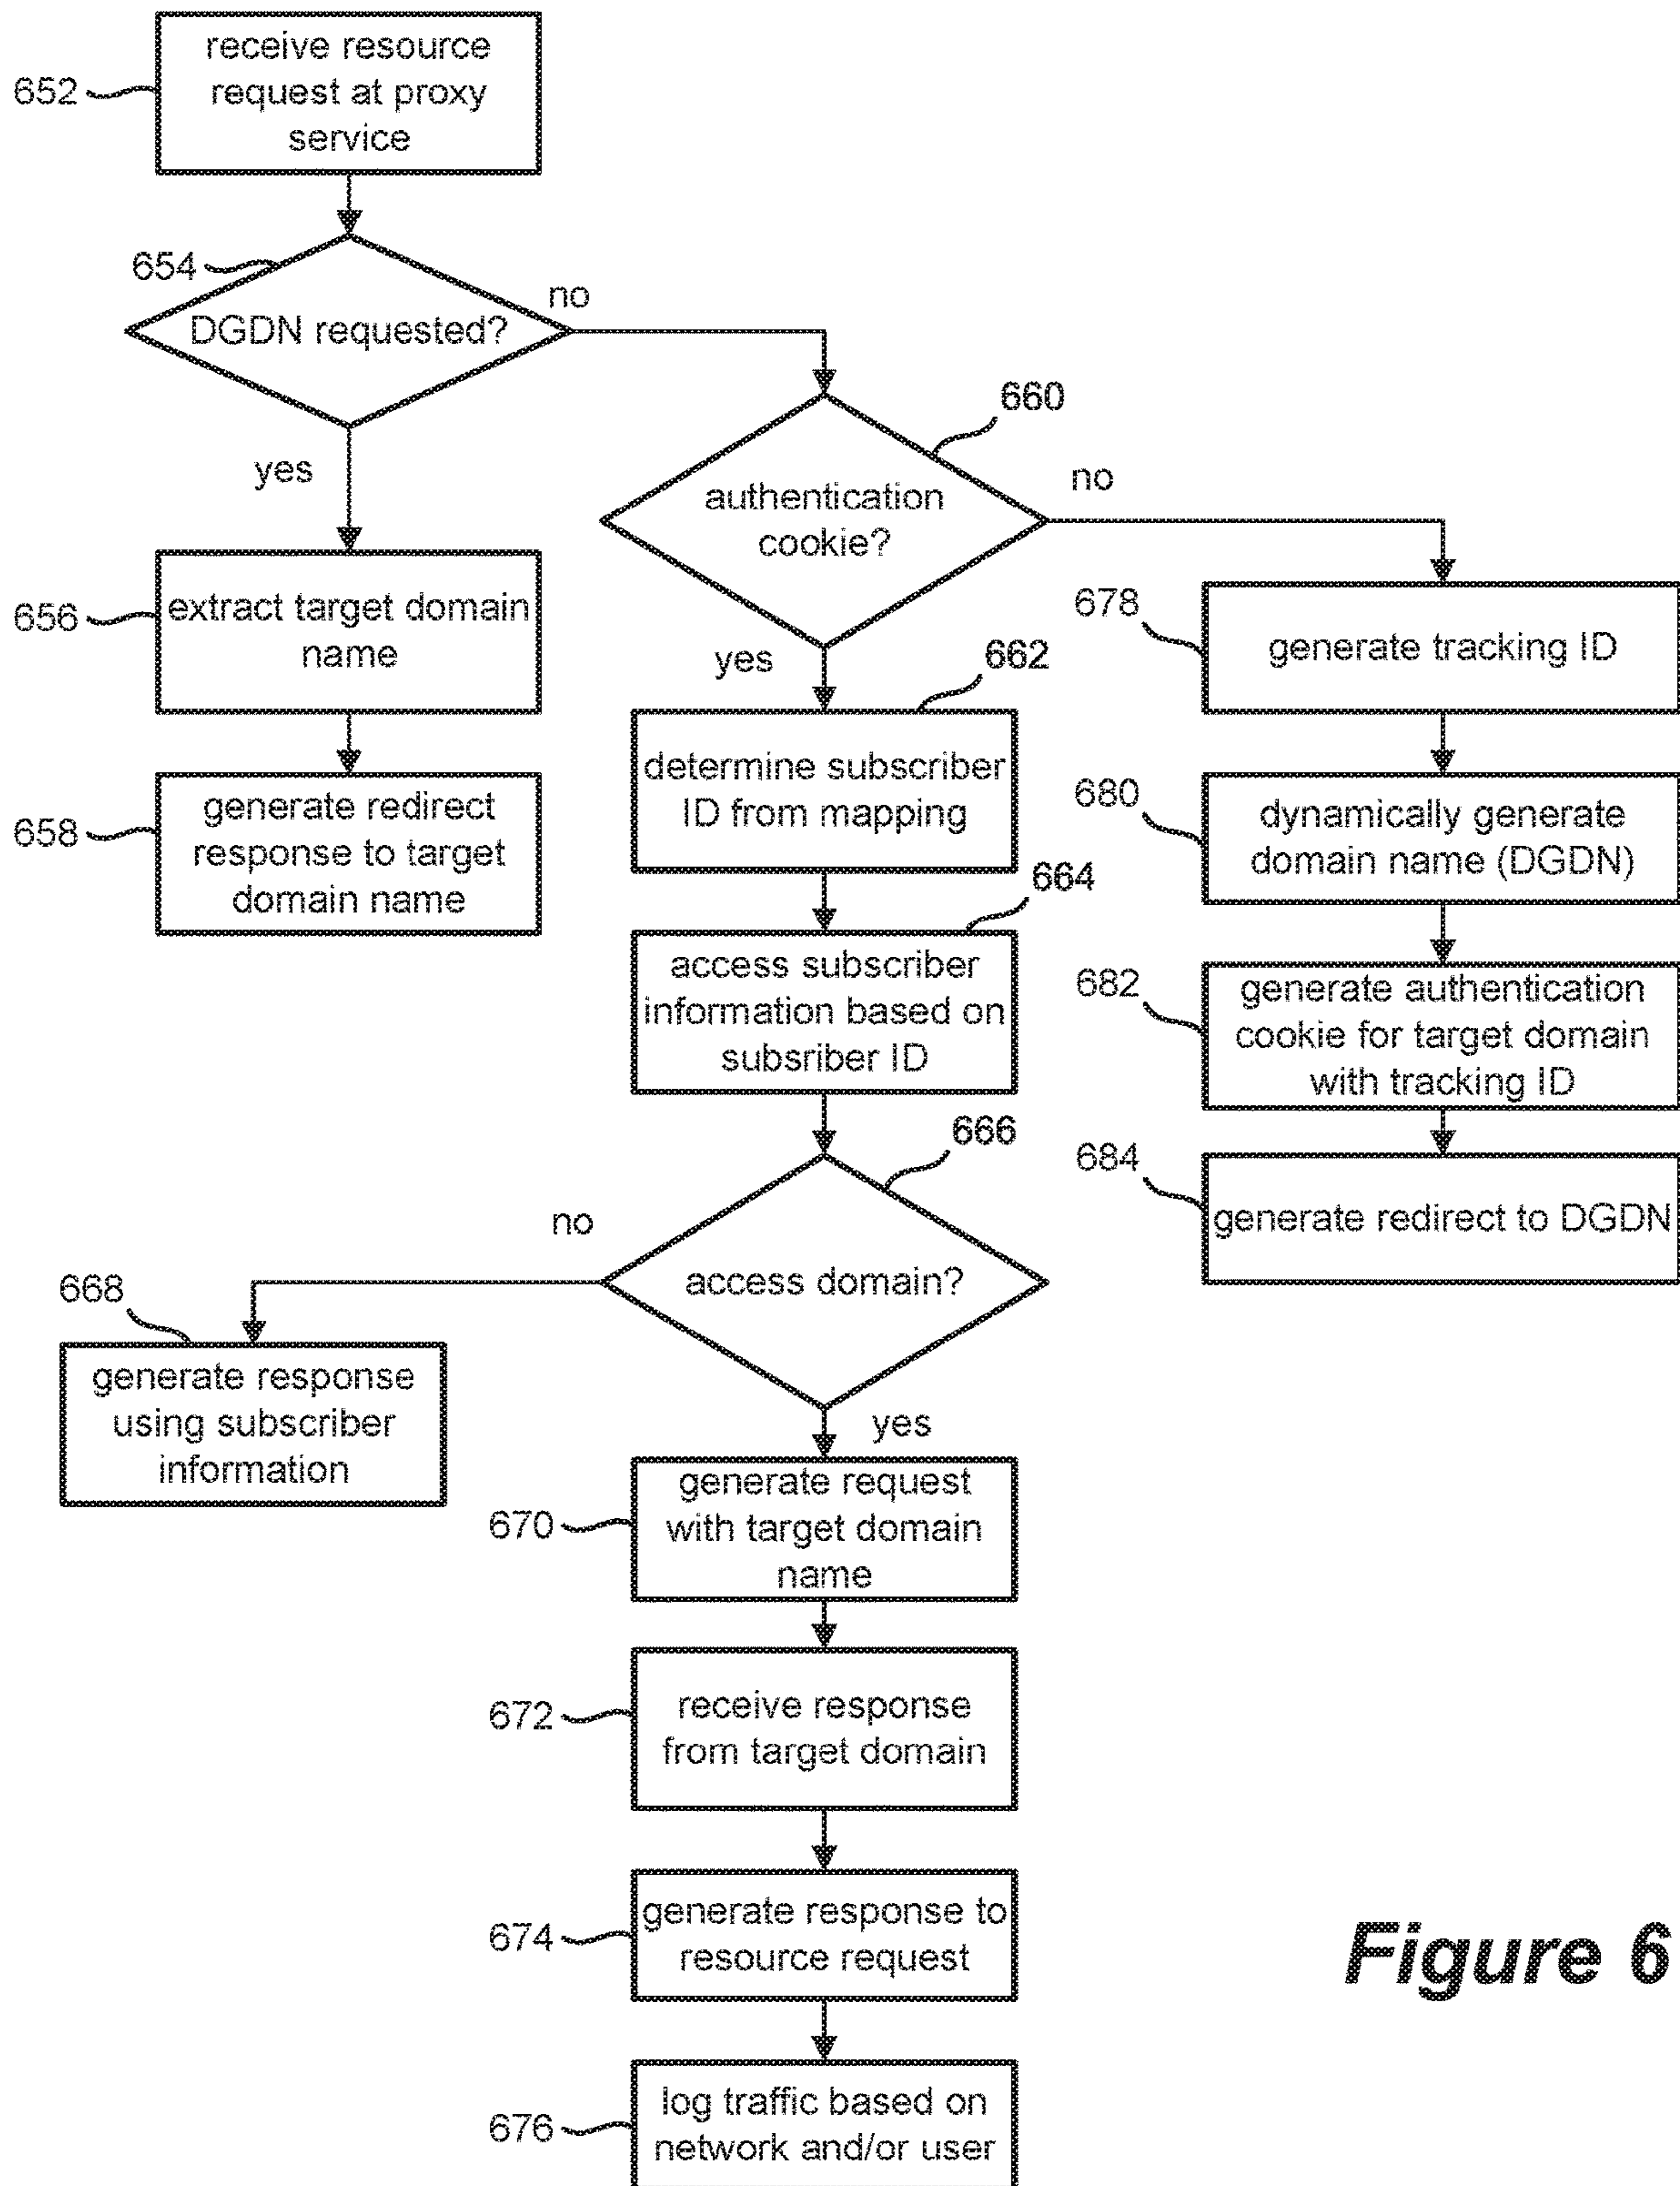 receive resource
652
request at proxy
service
654
DGDN requested?
no
yes
656
extract target domain
name
658
generate redirect
response to target
domain name
660
authentication
cookie?
no
yes
662
determine subscriber
ID from mapping
664
access subscriber
information based on
subsriber ID
666
access domain?
no
668
generate response
using subscriber
information
yes
670
generate request
with target domain
name
672
receive response
from target domain
674
generate response to
resource request
676
log traffic based on
network and/or user
678
generate tracking ID
680
dynamically generate
domain name (DGDN)
682
generate authentication
cookie for target domain
with tracking ID
684
generate redirect to DGDN
Figure 6